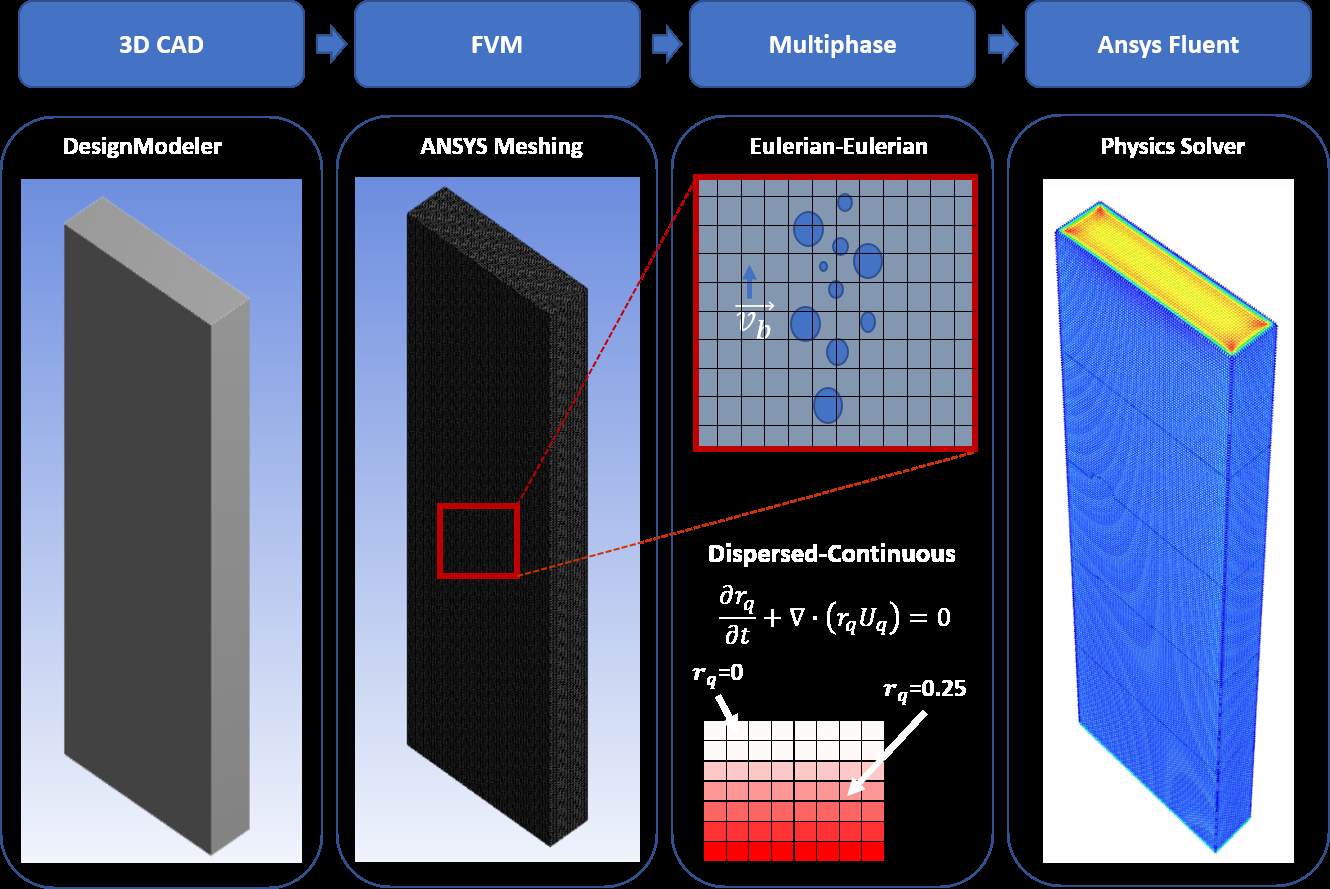 3D CAD
FVM
Multiphase
Ansys Fluent
DesignModeler
ANSYS Meshing
Eulerian-Eulerian
Physics Solver
$\overrightarrow{v_b}$
Dispersed-Continuous
$\frac{\partial r_q}{\partial t} + \nabla \cdot (r_q U_q) = 0$
$r_q$=0
$r_q$=0.25